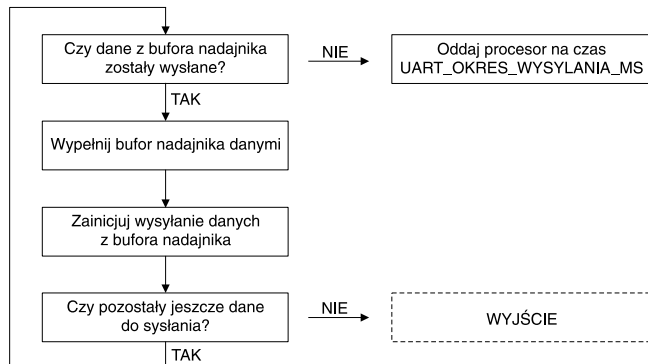 Czy dane z bufora nadajnika
zostały wysłane?
NIE
Oddaj procesor na czas
UART_OKRES_WYSYLANIA_MS
TAK
Wypełnij bufor nadajnika danymi
Zainicjuj wysyłanie danych
z bufora nadajnika
Czy pozostały jeszcze dane
do sysłania?
NIE
WYJŚCIE
TAK